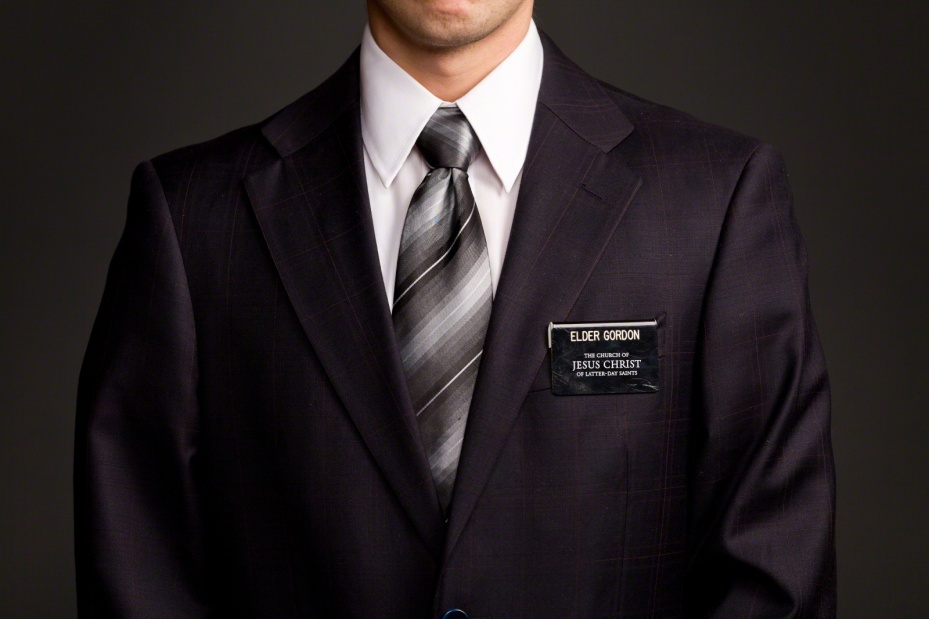 ELDER GORDON
THE CHURCH OF
JESUS CHRIST
OF LATTER-DAY SAINTS